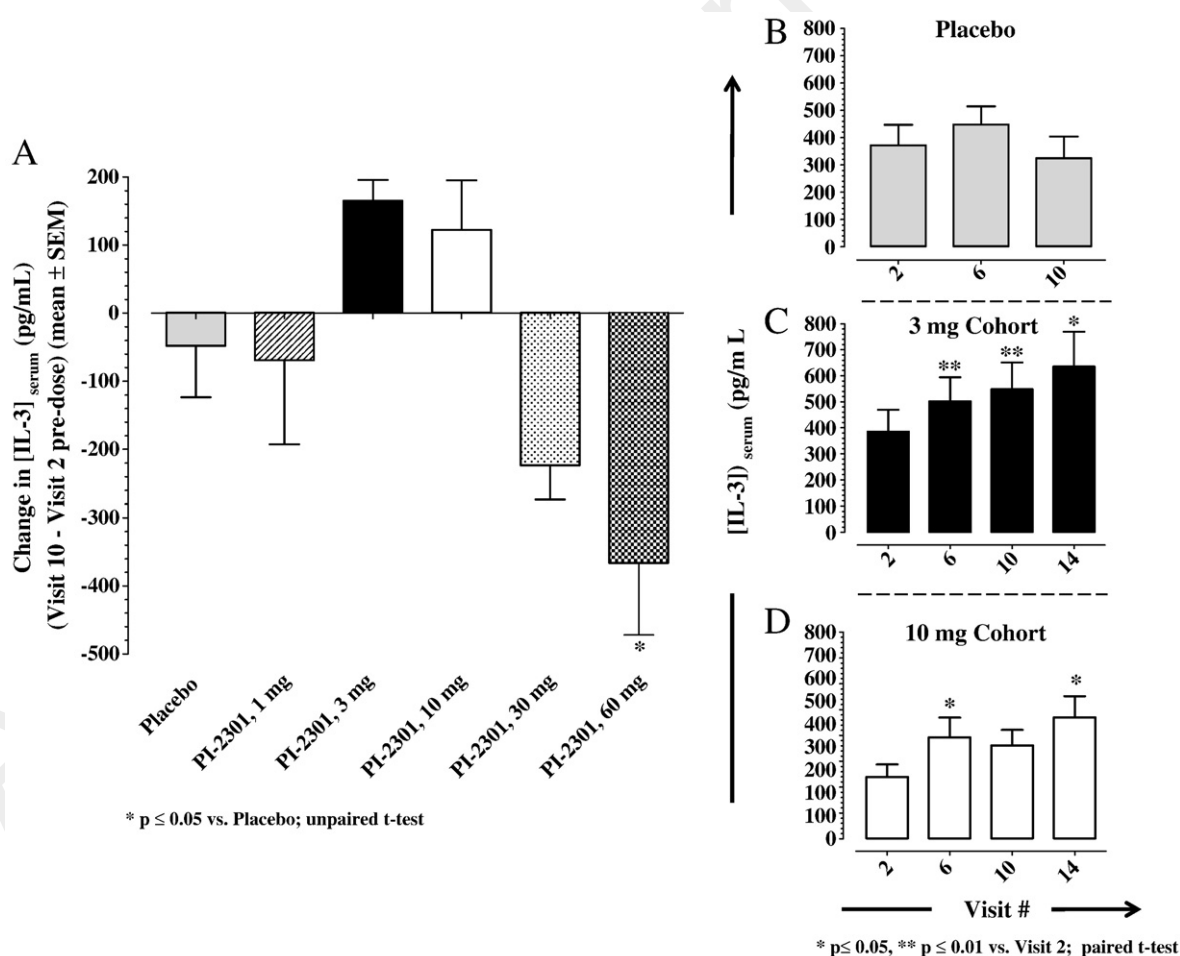 A
Change in [IL-3] serum (pg/mL)
(Visit 10 - Visit 2 pre-dose) (mean ± SEM)
200
100
0
-100
-200
-300
-400
-500
*
Placebo
PI-2301, 1 mg
PI-2301, 3 mg
PI-2301, 10 mg
PI-2301, 30 mg
PI-2301, 60 mg
* p ≤ 0.05 vs. Placebo; unpaired t-test
[IL-3]) serum (pg/m L
B
Placebo
800
700
600
500
400
300
200
100
0
2 6 10
C
3 mg Cohort
800
700
600
500
400
300
200
100
0
** ** *
2 6 10 14
D
10 mg Cohort
800
700
600
500
400
300
200
100
100
0
* *
2 6 10 14
Visit #
* p≤ 0.05, ** p ≤ 0.01 vs. Visit 2; paired t-test